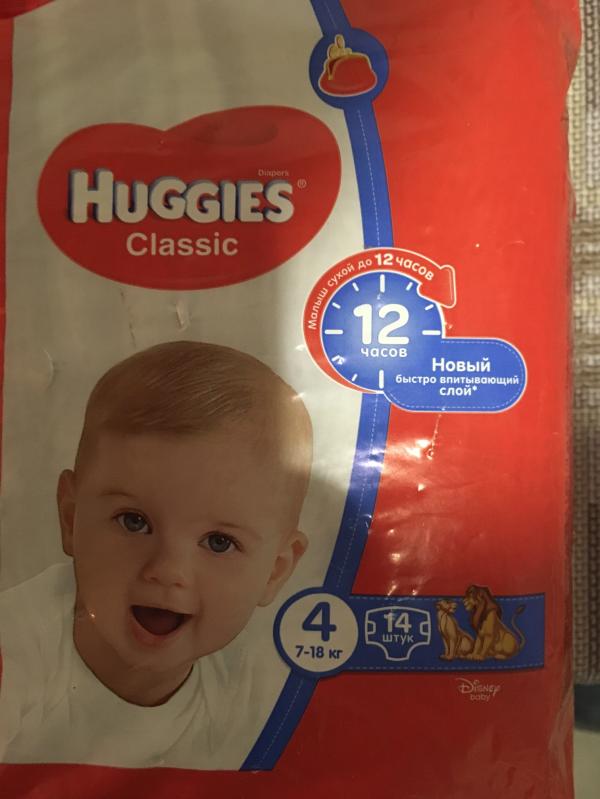 Diapers
HUGGIES®
Classic
Малыш сухой до 12 часов
12
часов
Новый
быстро впитывающий
слой*
4
7-18 кг
14
штук
Disney
baby